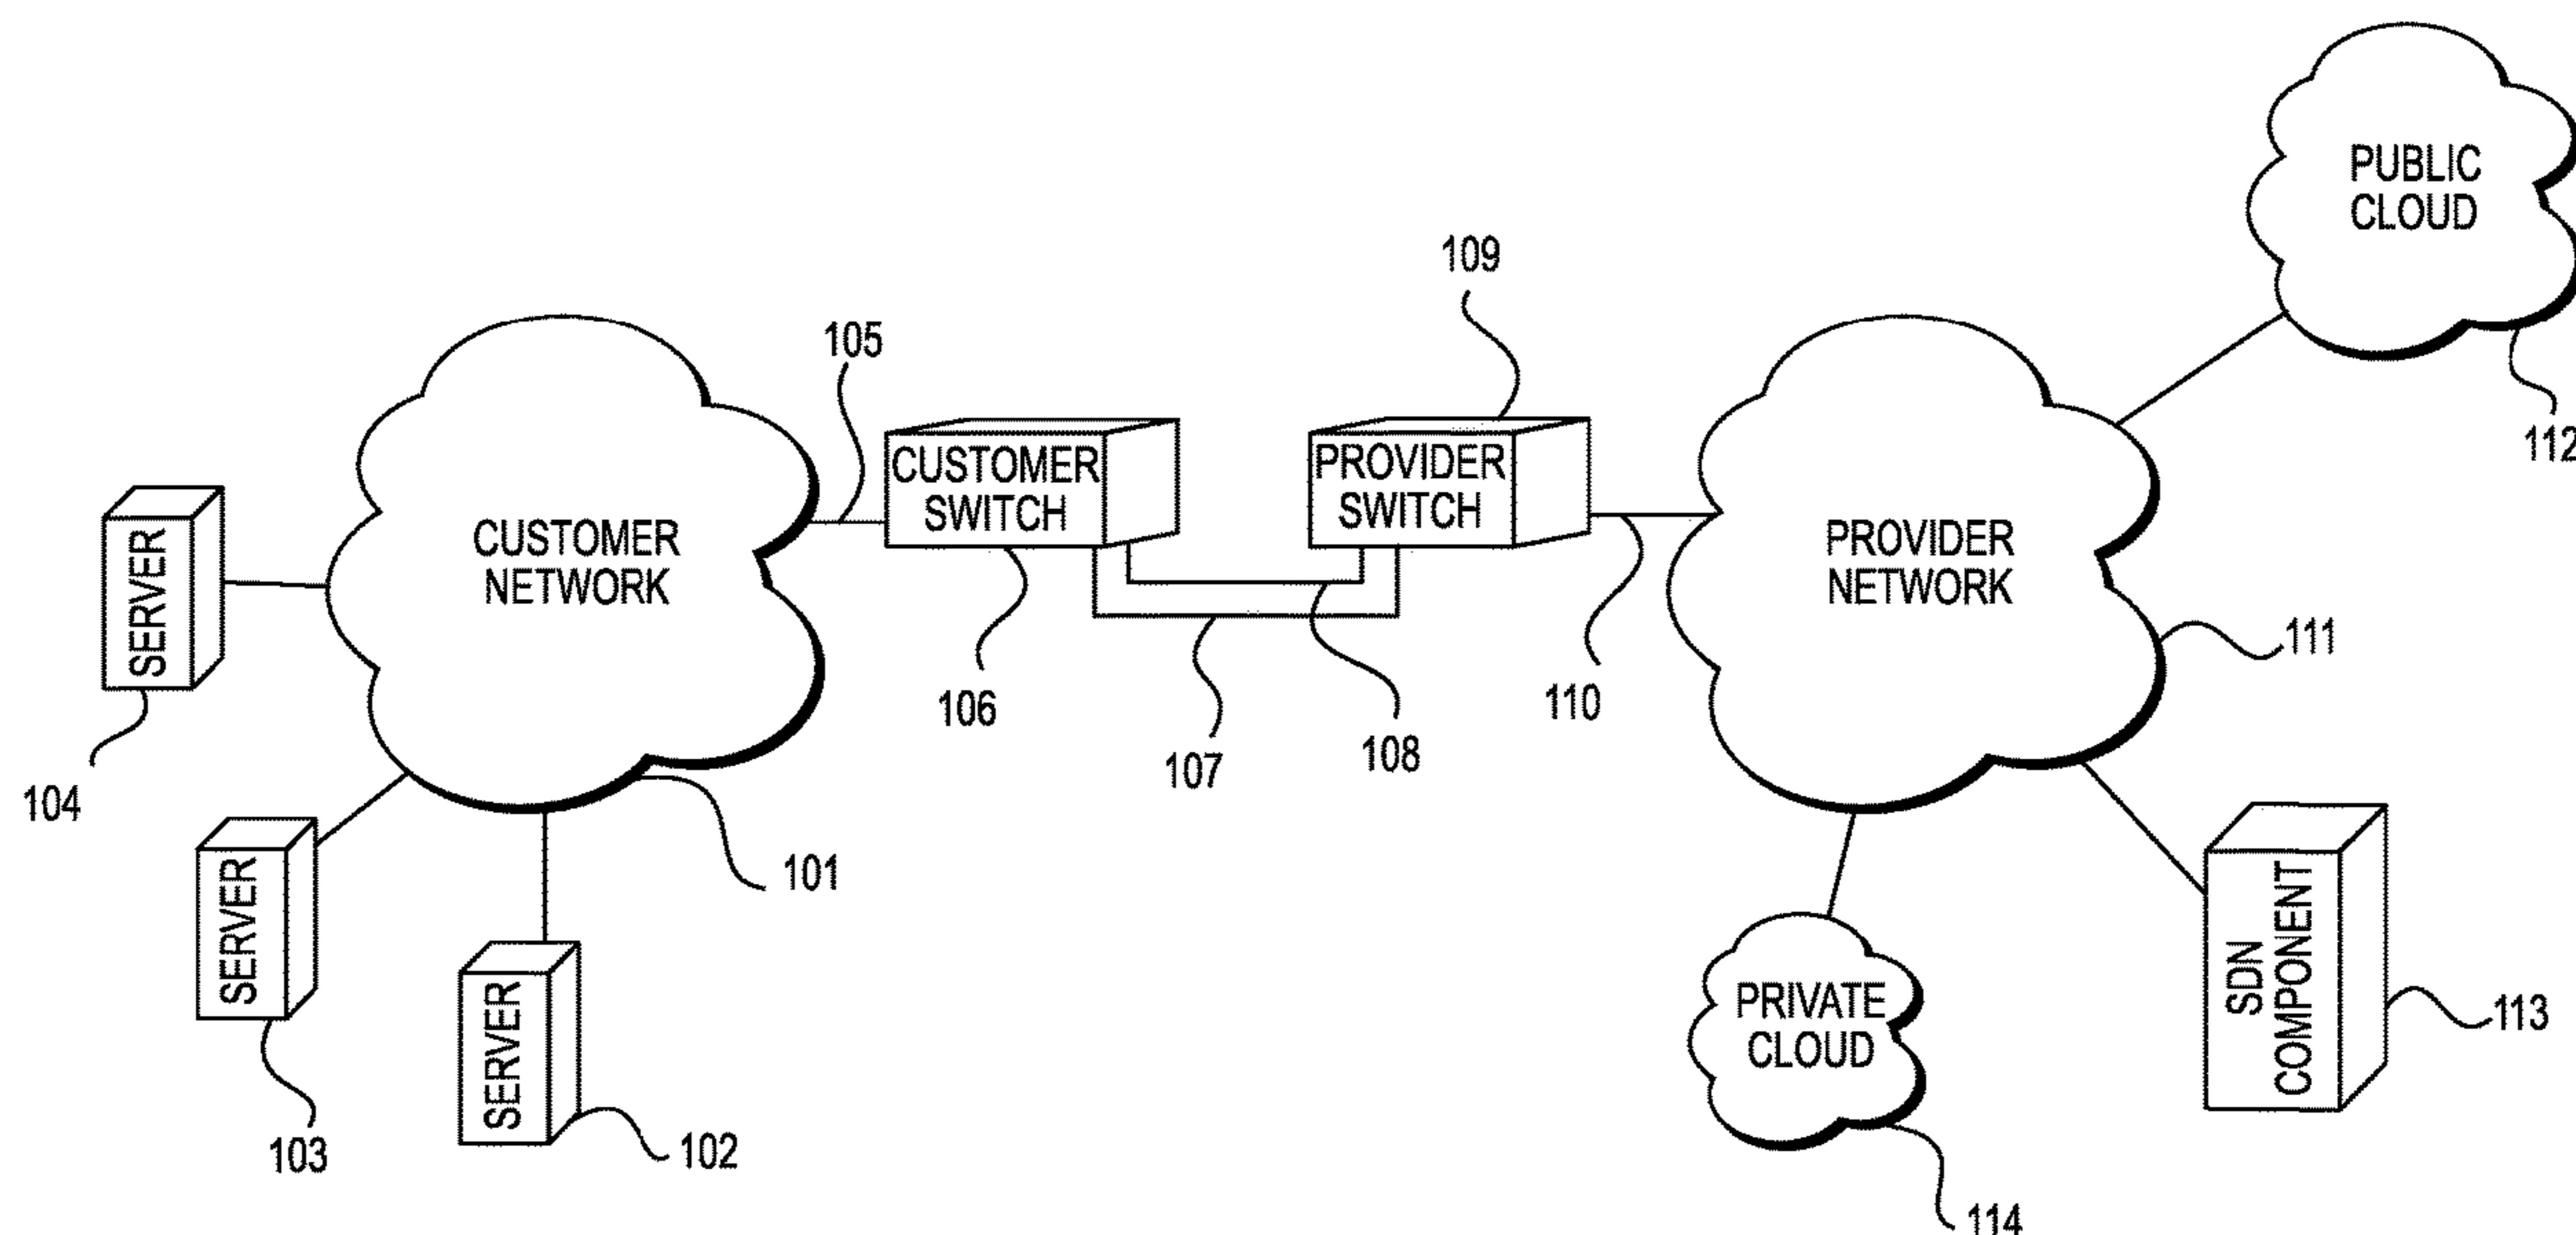 PUBLIC
CLOUD
112
109
105
CUSTOMER
SWITCH
PROVIDER
SWITCH
CUSTOMER
NETWORK
PROVIDER
NETWORK
SERVER
104
106
107
108
110
111
SERVER
103
101
SERVER
102
PRIVATE
CLOUD
114
SDN
COMPONENT
113